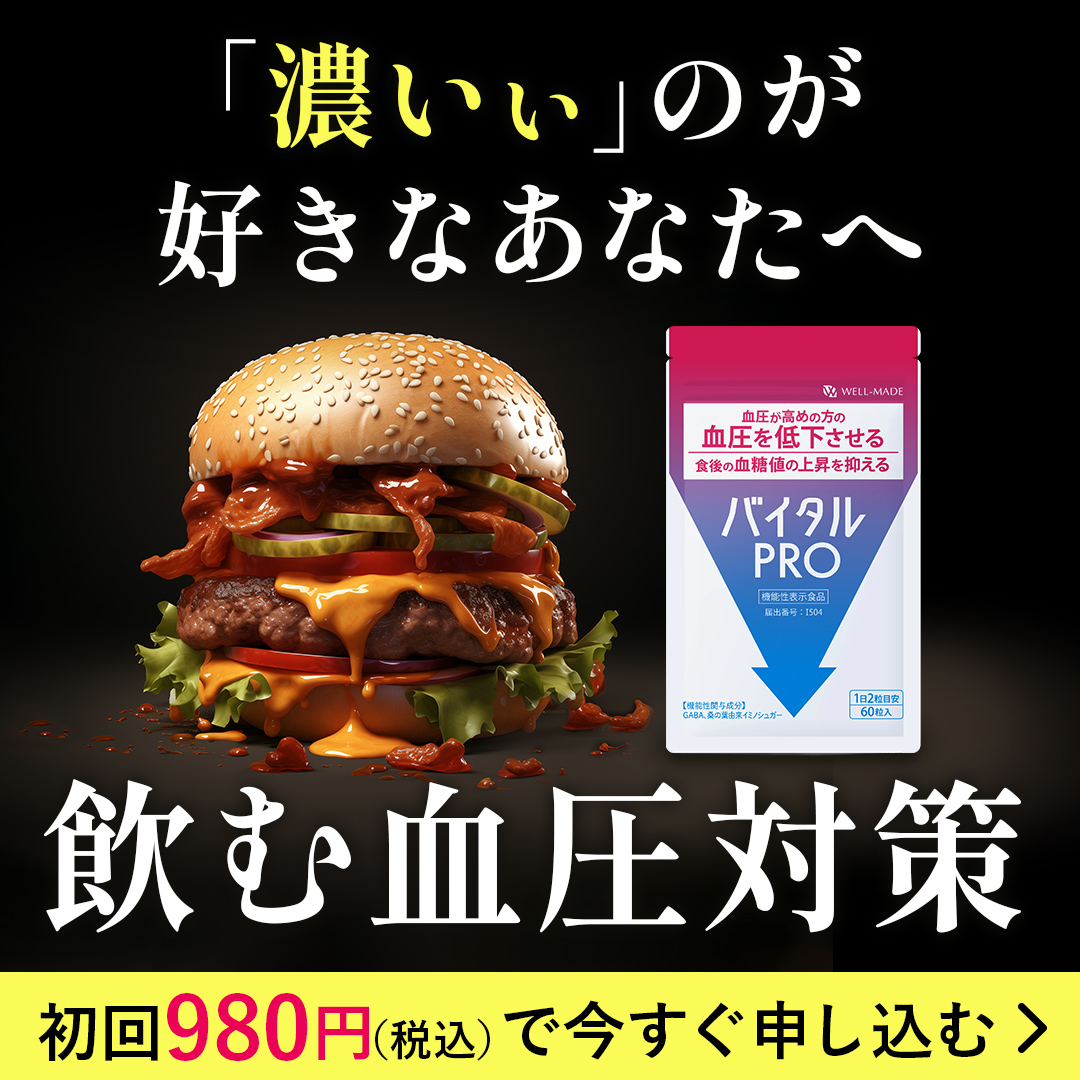 「濃いぃ」のが
好きなあなたへ
WELL-MADE
血圧が高めの方の
血圧を低下させる
食後の血糖値の上昇を抑える
バイタル
PRO
機能性表示食品
届出番号：I504
【機能性関与成分】
GABA、桑の葉由来イミノシュガー
1日2粒目安
60粒入
飲む血圧対策
初回980円(税込)で今すぐ申し込む